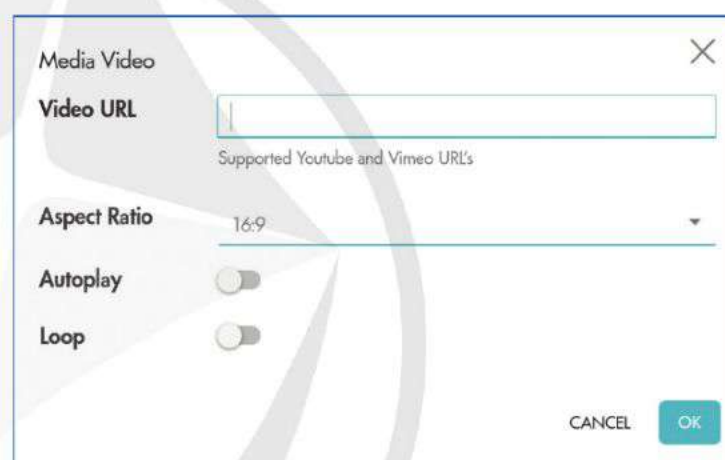 Media Video
Video URL
Supported Youtube and Vimeo URL's
Aspect Ratio 16:9
Autoplay
Loop
CANCEL OK